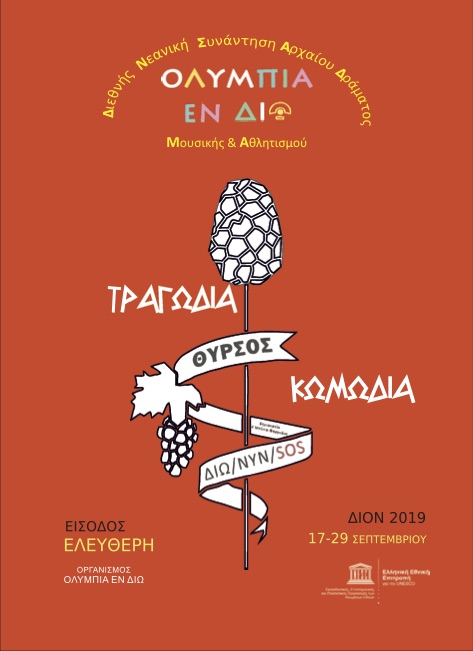 Διεθνής Νεανική Συνάντηση Αρχαίου Δράματος
ΟΛΥΜΠΙΑ
ΕΝ ΔΙΩ
Μουσικής & Αθλητισμού
ΤΡΑΓΩΔΙΑ
ΘΥΡΣΟΣ
ΚΩΜΩΔΙΑ
ΔΙΩ/ΝΥΝ/SOS
ΔΙΟΝ 2019
17-29 ΣΕΠΤΕΜΒΡΙΟΥ
ΕΙΣΟΔΟΣ
ΕΛΕΥΘΕΡΗ
ΟΡΓΑΝΙΣΜΟΣ
ΟΛΥΜΠΙΑ ΕΝ ΔΙΩ
Ελληνική Εθνική
Επιτροπή
για την UNESCO